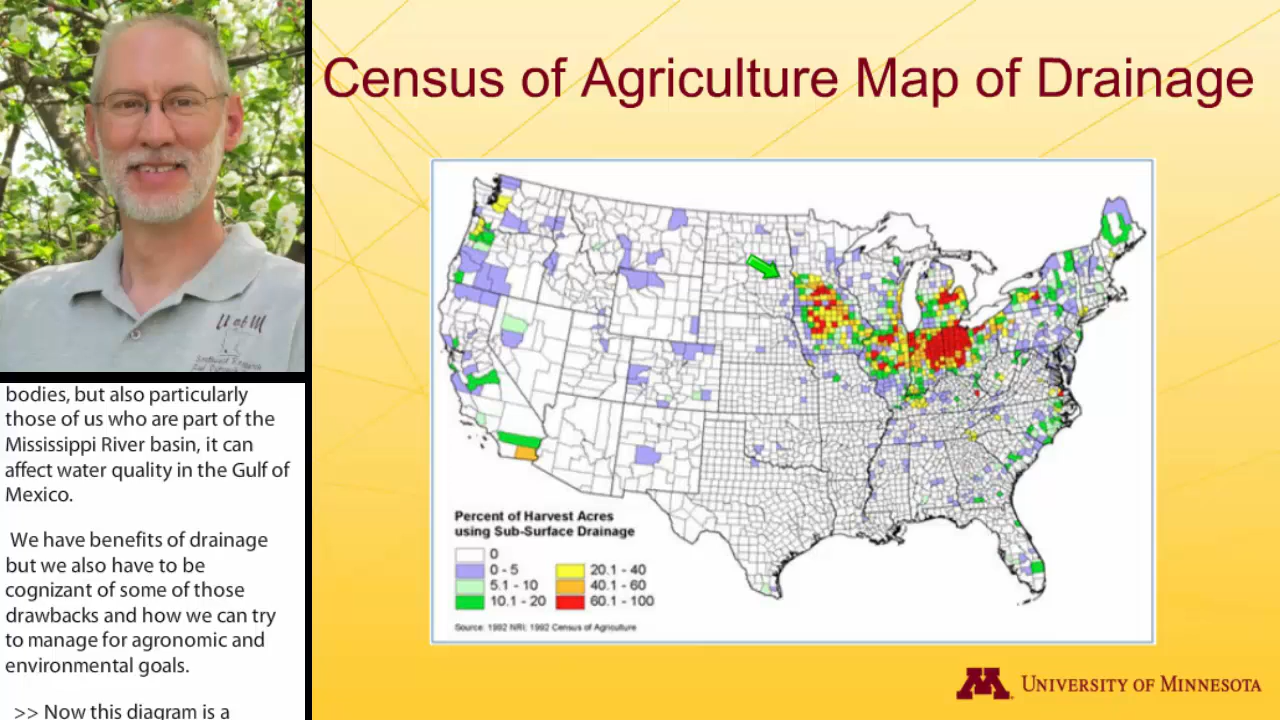 Census of Agriculture Map of Drainage
U of M
bodies, but also particularly
those of us who are part of the
Mississippi River basin, it can
affect water quality in the Gulf of
Mexico.
We have benefits of drainage
but we also have to be
cognizant of some of those
drawbacks and how we can try
to manage for agronomic and
environmental goals.
>> Now this diagram is a
Percent of Harvest Acres
using Sub-Surface Drainage
0
0 - 5
5.1 - 10
10.1 - 20
20.1 - 40
40.1 - 60
60.1 - 100
Source: 1992 NRI; 1992 Census of Agriculture
M
UNIVERSITY OF MINNESOTA